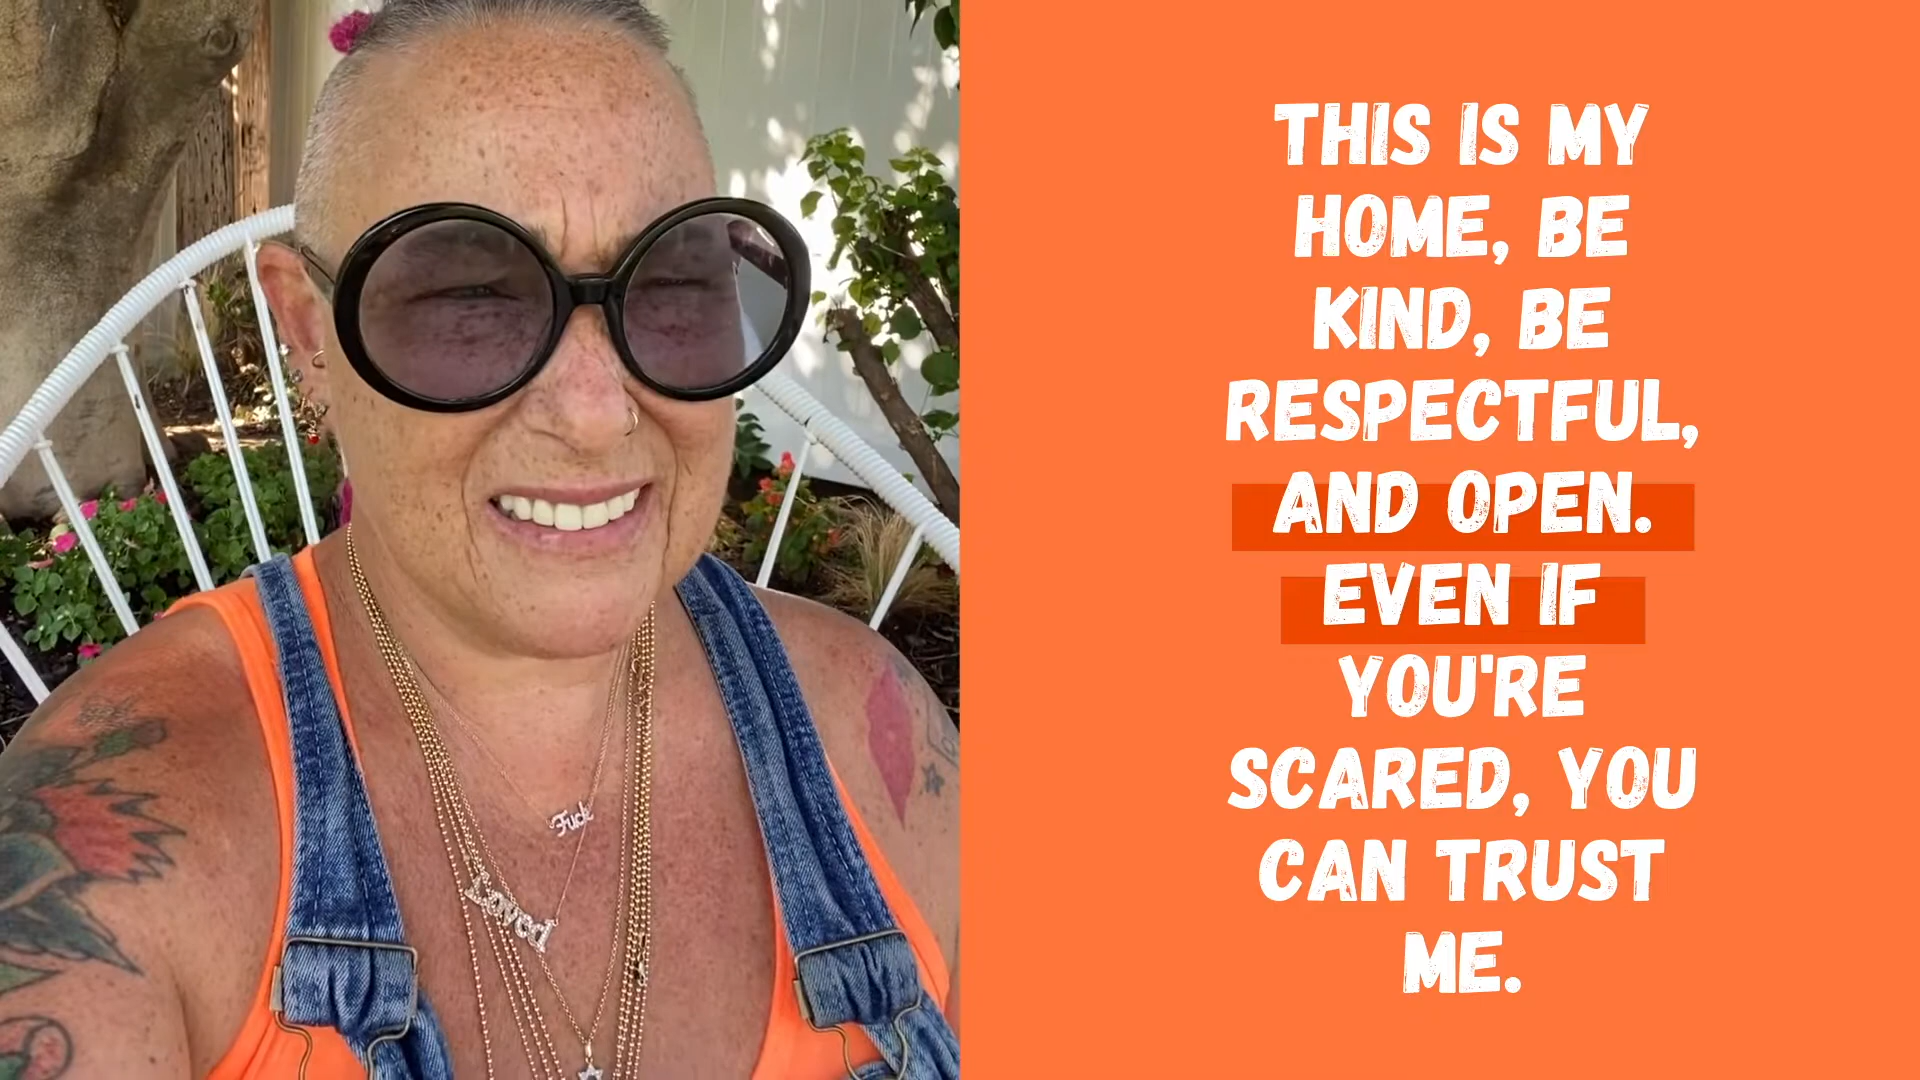 THIS IS MY
HOME, BE
KIND, BE
RESPECTFUL,
AND OPEN.
EVEN IF
YOU'RE
SCARED, YOU
CAN TRUST
ME.
Fuck
Loved